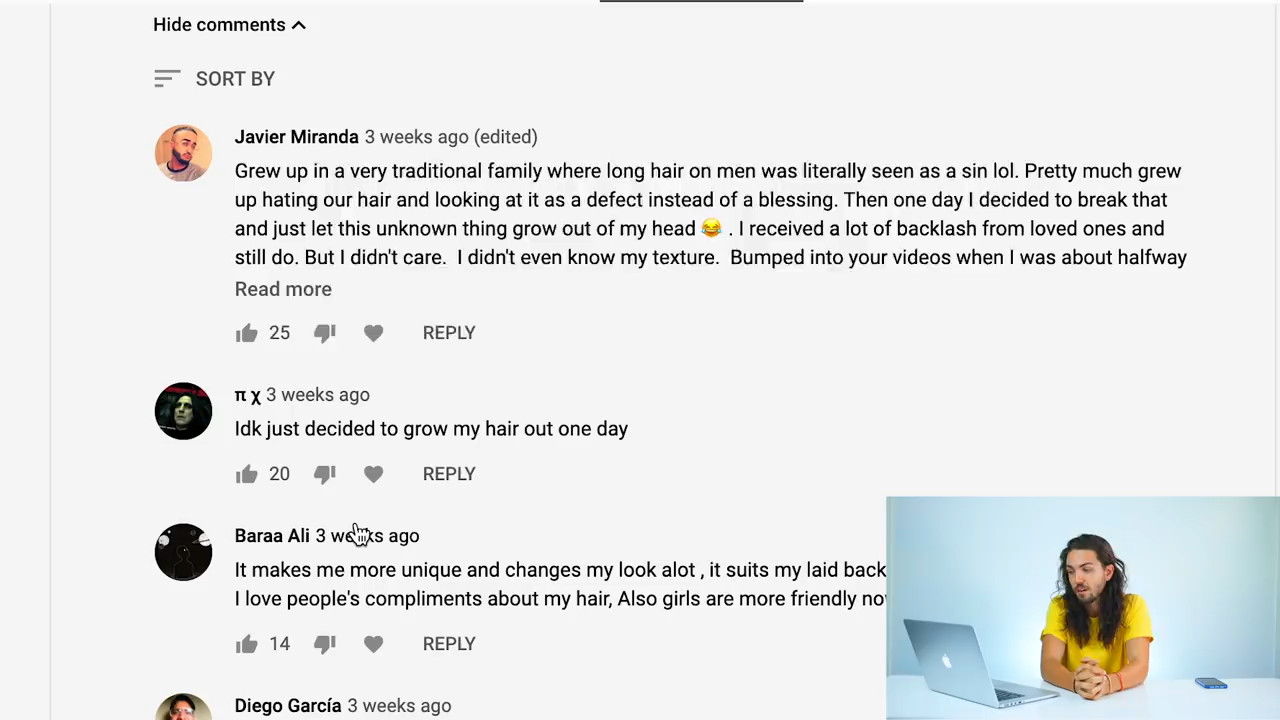 Hide comments
SORT BY
Javier Miranda 3 weeks ago (edited)
Grew up in a very traditional family where long hair on men was literally seen as a sin lol. Pretty much grew
up hating our hair and looking at it as a defect instead of a blessing. Then one day I decided to break that
and just let this unknown thing grow out of my head 😂 . I received a lot of backlash from loved ones and
still do. But I didn't care.  I didn't even know my texture.  Bumped into your videos when I was about halfway
Read more
25 REPLY
π χ 3 weeks ago
Idk just decided to grow my hair out one day
20 REPLY
Baraa Ali 3 weeks ago
It makes me more unique and changes my look alot , it suits my laid back
I love people's compliments about my hair, Also girls are more friendly
14 REPLY
Diego García 3 weeks ago